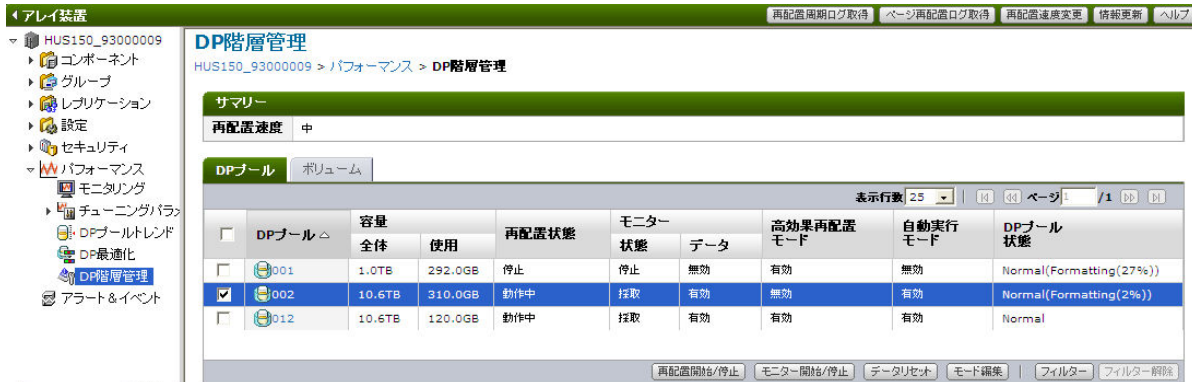 アレイ装置
再配置周期ログ取得 ページ再配置ログ取得 再配置速度変更 情報更新 ヘルプ
HUS150_93000009
コンポーネント
グループ
レプリケーション
設定
セキュリティ
パフォーマンス
モニタリング
チューニングパラ
DPプールトレンド
DP最適化
DP階層管理
アラート&イベント
DP階層管理
HUS150_93000009 > パフォーマンス > DP階層管理
サマリー
再配置速度 中
DPプール ボリューム
表示行数 25 ページ 1 /1
DPプール 容量 再配置状態 モニター 高効果再配置モード 自動実行モード DPプール状態
全体 使用 状態 データ
001 1.0TB 292.0GB 停止 停止 無効 有効 無効 Normal(Formatting(27%))
002 10.6TB 310.0GB 動作中 採取 有効 無効 有効 Normal(Formatting(2%))
012 10.6TB 120.0GB 動作中 採取 有効 有効 有効 Normal
再配置開始/停止 モニター開始/停止 データリセット モード編集 | フィルター フィルター解除